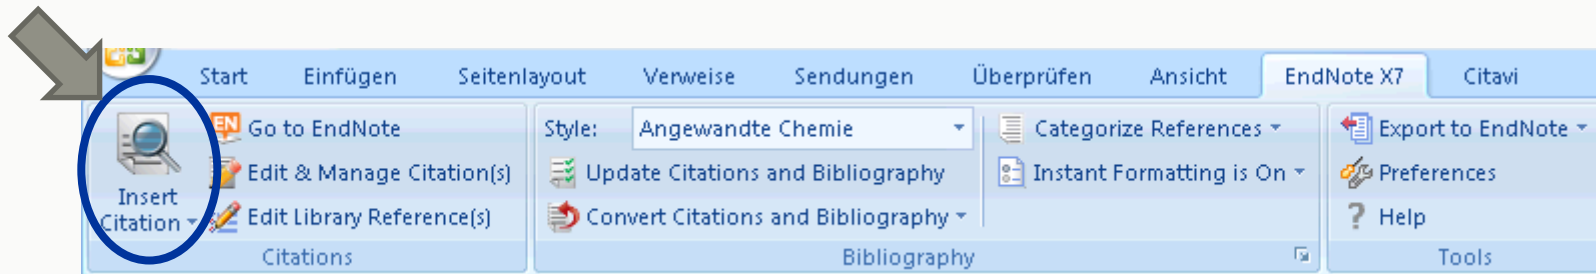 Start Einfügen Seitenlayout Verweise Sendungen Überprüfen Ansicht EndNote X7 Citavi
Insert
Citation
EN
Go to EndNote
Edit & Manage Citation(s)
Edit Library Reference(s)
Citations
Style: Angewandte Chemie
Update Citations and Bibliography
Convert Citations and Bibliography
Categorize References
Instant Formatting is On
Bibliography
Export to EndNote
Preferences
? Help
Tools